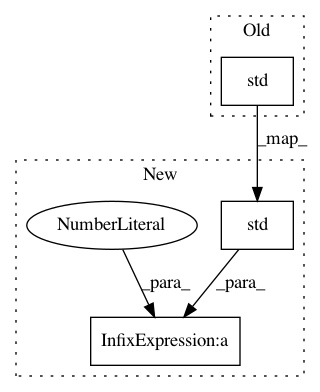 Old
std
_map_
New
NumberLiteral
std
_para_
_para_
InfixExpression:a